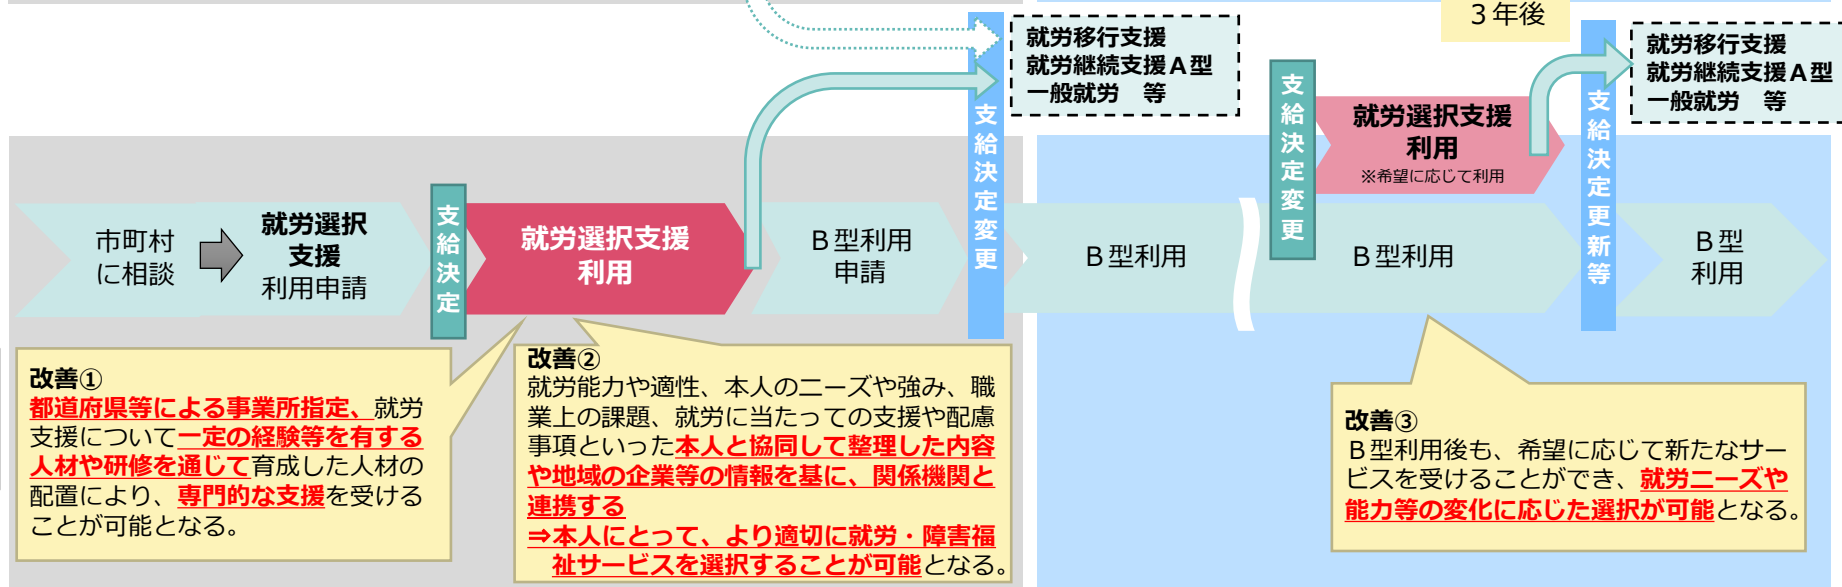 ３年後
就労移行支援
就労継続支援Ａ型
一般就労　等
就労移行支援
就労継続支援Ａ型
一般就労　等
市町村
に相談
就労選択
支援
利用申請
支給決定
就労選択支援
利用
Ｂ型利用
申請
支給決定変更
Ｂ型利用
支給決定変更
就労選択支援
利用
※希望に応じて利用
Ｂ型利用
支給決定更新等
Ｂ型
利用
改善①
都道府県等による事業所指定、就労
支援について一定の経験等を有する
人材や研修を通じて育成した人材の
配置により、専門的な支援を受ける
ことが可能となる。
改善②
就労能力や適性、本人のニーズや強み、職
業上の課題、就労に当たっての支援や配慮
事項といった本人と協同して整理した内容
や地域の企業等の情報を基に、関係機関と
連携する
⇒本人にとって、より適切に就労・障害福
祉サービスを選択することが可能となる。
改善③
Ｂ型利用後も、希望に応じて新たなサー
ビスを受けることができ、就労ニーズや
能力等の変化に応じた選択が可能となる。